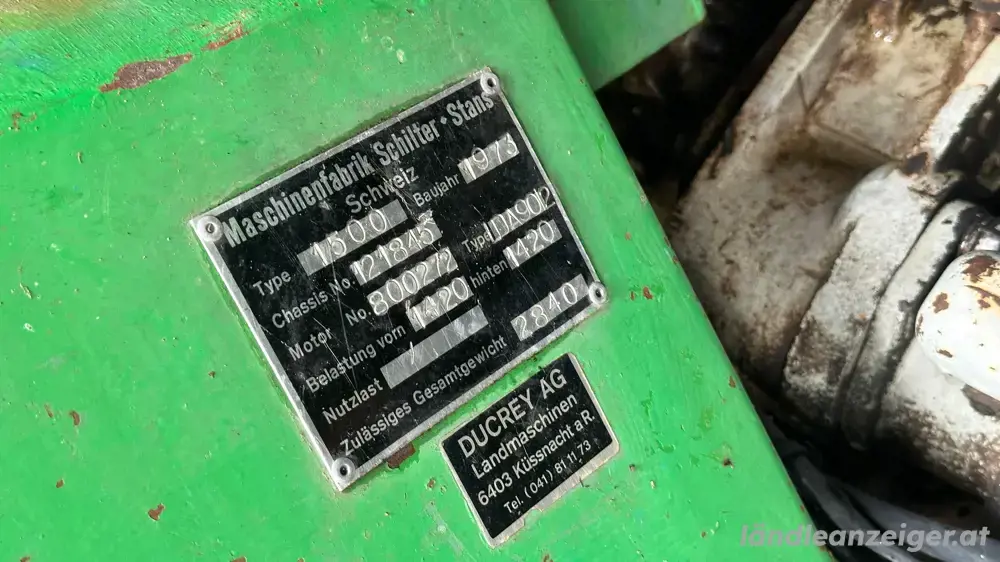 Maschinenfabrik Schilter · Stans
Schweiz
Type 1500 Baujahr 1973
Chassis No. 121845
Motor No. 800272 Type
Belastung vorn 1420 hinten 1420
Nutzlast
Zulässiges Gesamtgewicht 2840
DUCREY AG
Landmaschinen
6403 Küssnacht a.R.
Tel. (041) 81 11 73
ländleanzeiger.at